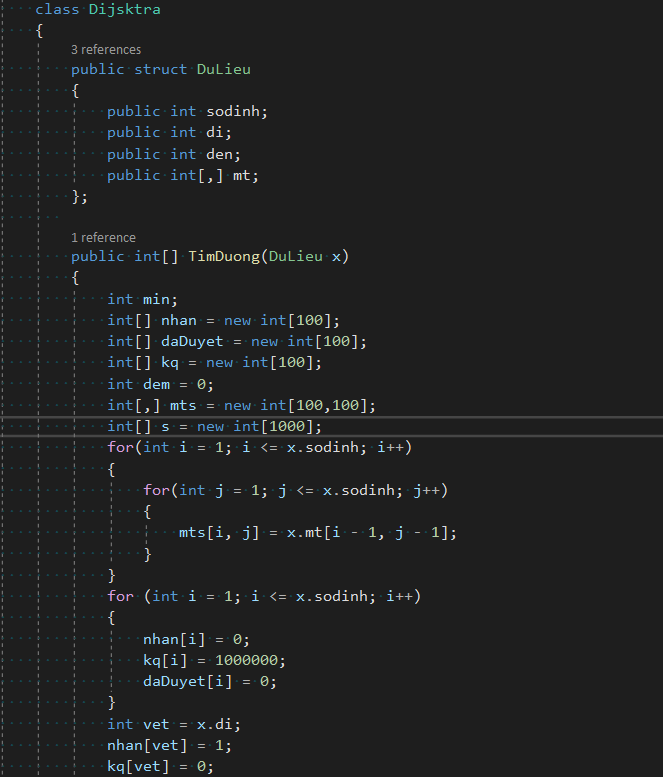 class Dijsktra
{
3 references
public struct DuLieu
{
public int sodinh;
public int di;
public int den;
public int[,] mt;
};
1 reference
public int[] TimDuong(DuLieu x)
{
int min;
int[] nhan = new int[100];
int[] daDuyet = new int[100];
int[] kq = new int[100];
int dem = 0;
int[,] mts = new int[100,100];
int[] s = new int[1000];
for(int i = 1; i <= x.sodinh; i++)
{
for(int j = 1; j <= x.sodinh; j++)
{
mts[i, j] = x.mt[i - 1, j - 1];
}
}
for (int i = 1; i <= x.sodinh; i++)
{
nhan[i] = 0;
kq[i] = 1000000;
daDuyet[i] = 0;
}
int vet = x.di;
nhan[vet] = 1;
kq[vet] = 0;